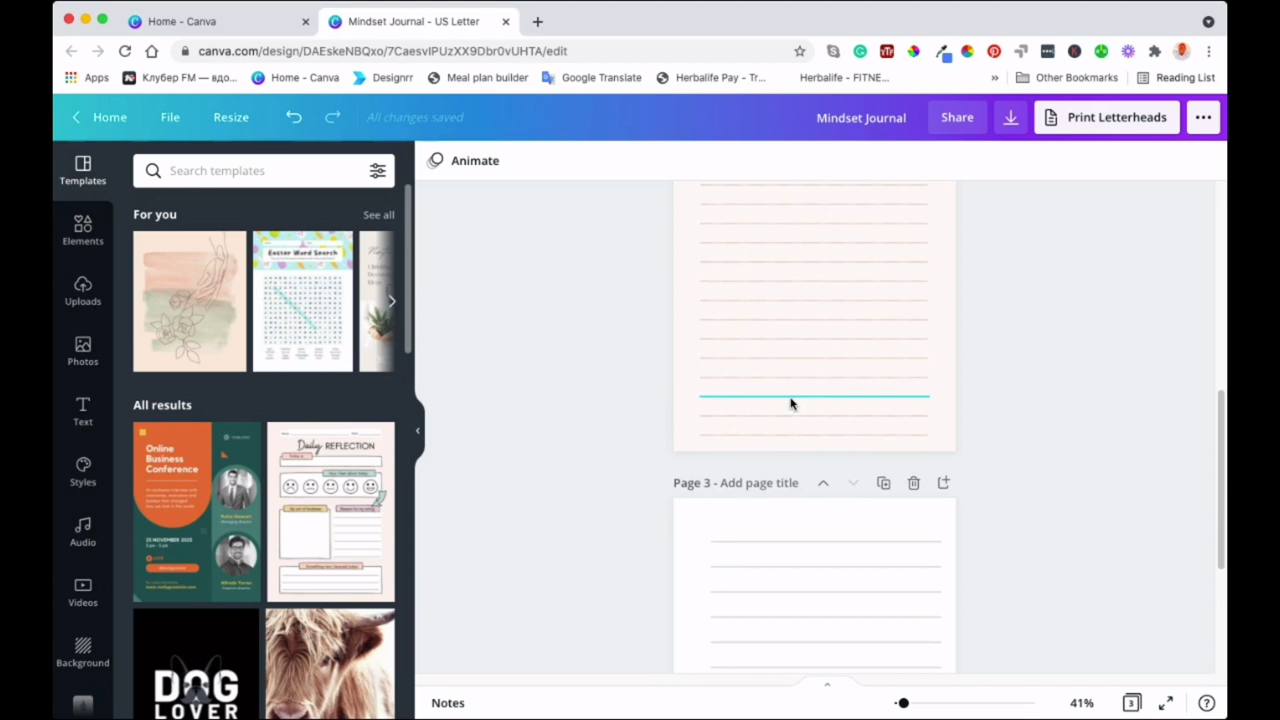 Home - Canva
Mindset Journal - US Letter
canva.com/design/DAEskeNBQxo/7CaesvIPUzXX9Dbr0vUHTA/edit
Apps
Клубер FM — вдо...
Home - Canva
Designrr
Meal plan builder
Google Translate
Herbalife Pay - Tr...
Herbalife - FITNE...
»
Other Bookmarks
Reading List
Home
File
Resize
All changes saved
Mindset Journal
Share
Print Letterheads
Templates
Elements
Uploads
Photos
Text
Styles
Audio
Videos
Background
Search templates
For you
See all
Easter Word Search
All results
Online
Business
Conference
25 NOVEMBER 2025
Daily REFLECTION
DOG
LOVER
Animate
Page 3 - Add page title
Notes
41%
3